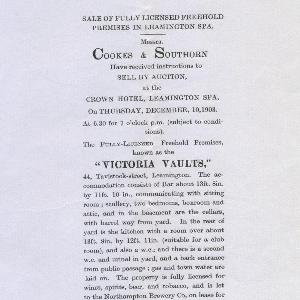 SALE OF FULLY LICENSED FREEHOLD
PREMISES IN LEAMINGTON SPA.
Messrs.
COOKES & SOUTHORN
Have received instructions to
SELL BY AUCTION,
at the
CROWN HOTEL, LEAMINGTON SPA.
On THURSDAY, DECEMBER, 10, 1903.
At 6.30 for 7 o'clock p.m. (subject to condi-
tions).
The FULLY-LICENSED Freehold Premises,
known as the
"VICTORIA VAULTS,"
44, Tavistock-street, Leamington. The ac-
commodation consists of Bar about 13ft. 5in.
by 11ft. 10 in., communicating with sitting
room; scullery, two bedrooms, boxroom and
attic, and in the basement are the cellars,
with barrel way from yard. In the rear of
yard is the kitchen with a room over about
13ft. 5in. by 12ft. 11in. (suitable for a club
room), and also a w.c.; and there is a second
w.c. and urinal in yard, and a back entrance
from public passage; gas and town water are
laid on. The property is fully licensed for
wines, spirits, beer, and tobacco, and is let
to the Northampton Brewery Co., on lease for